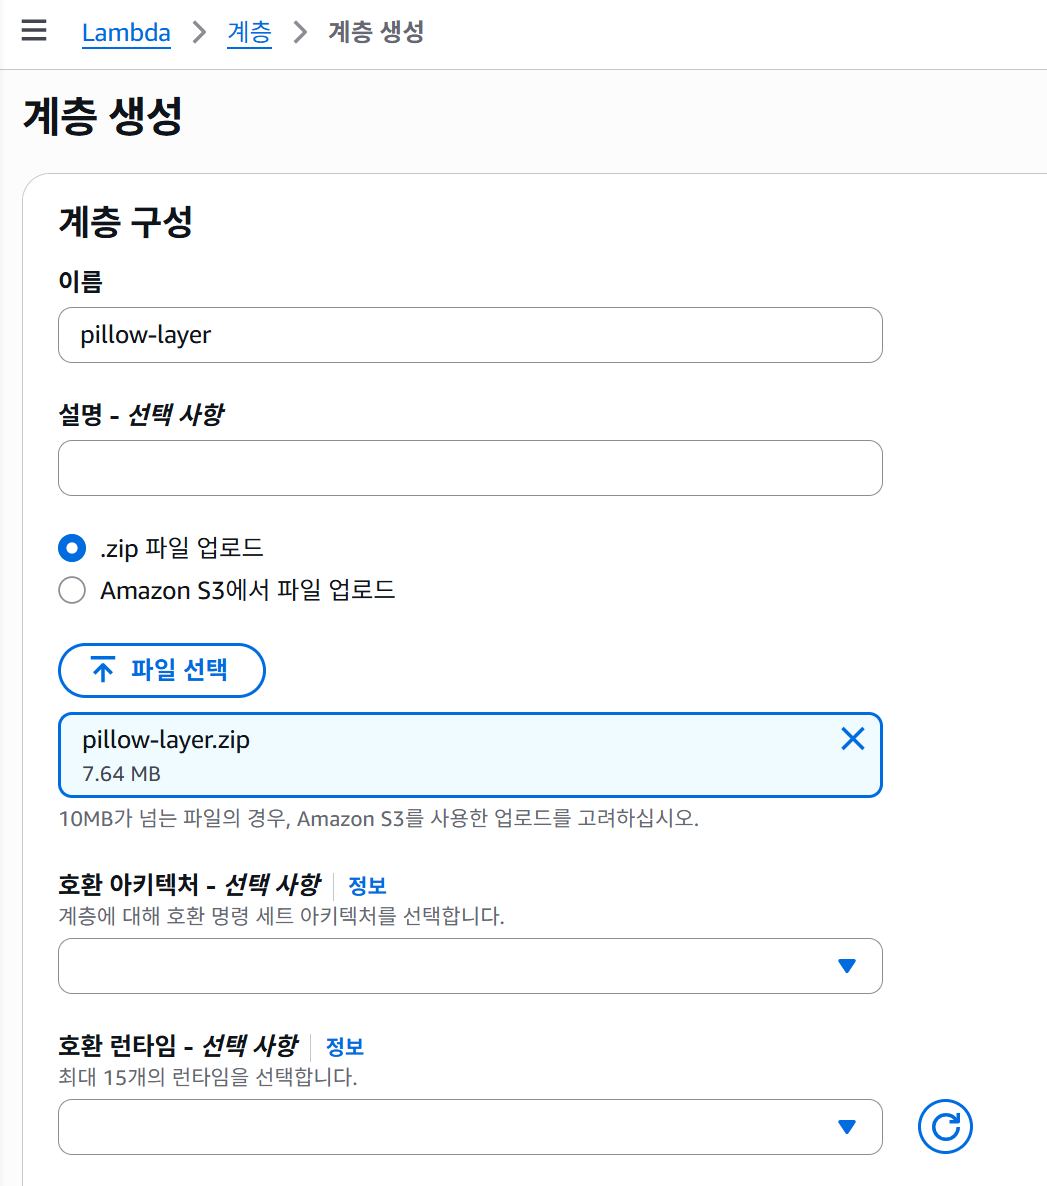 Lambda > 계층 > 계층 생성
계층 생성
계층 구성
이름
pillow-layer
설명 - 선택 사항
.zip 파일 업로드
Amazon S3에서 파일 업로드
파일 선택
pillow-layer.zip
7.64 MB
10MB가 넘는 파일의 경우, Amazon S3를 사용한 업로드를 고려하십시오.
호환 아키텍처 - 선택 사항 | 정보
계층에 대해 호환 명령 세트 아키텍처를 선택합니다.
호환 런타임 - 선택 사항 | 정보
최대 15개의 런타임을 선택합니다.